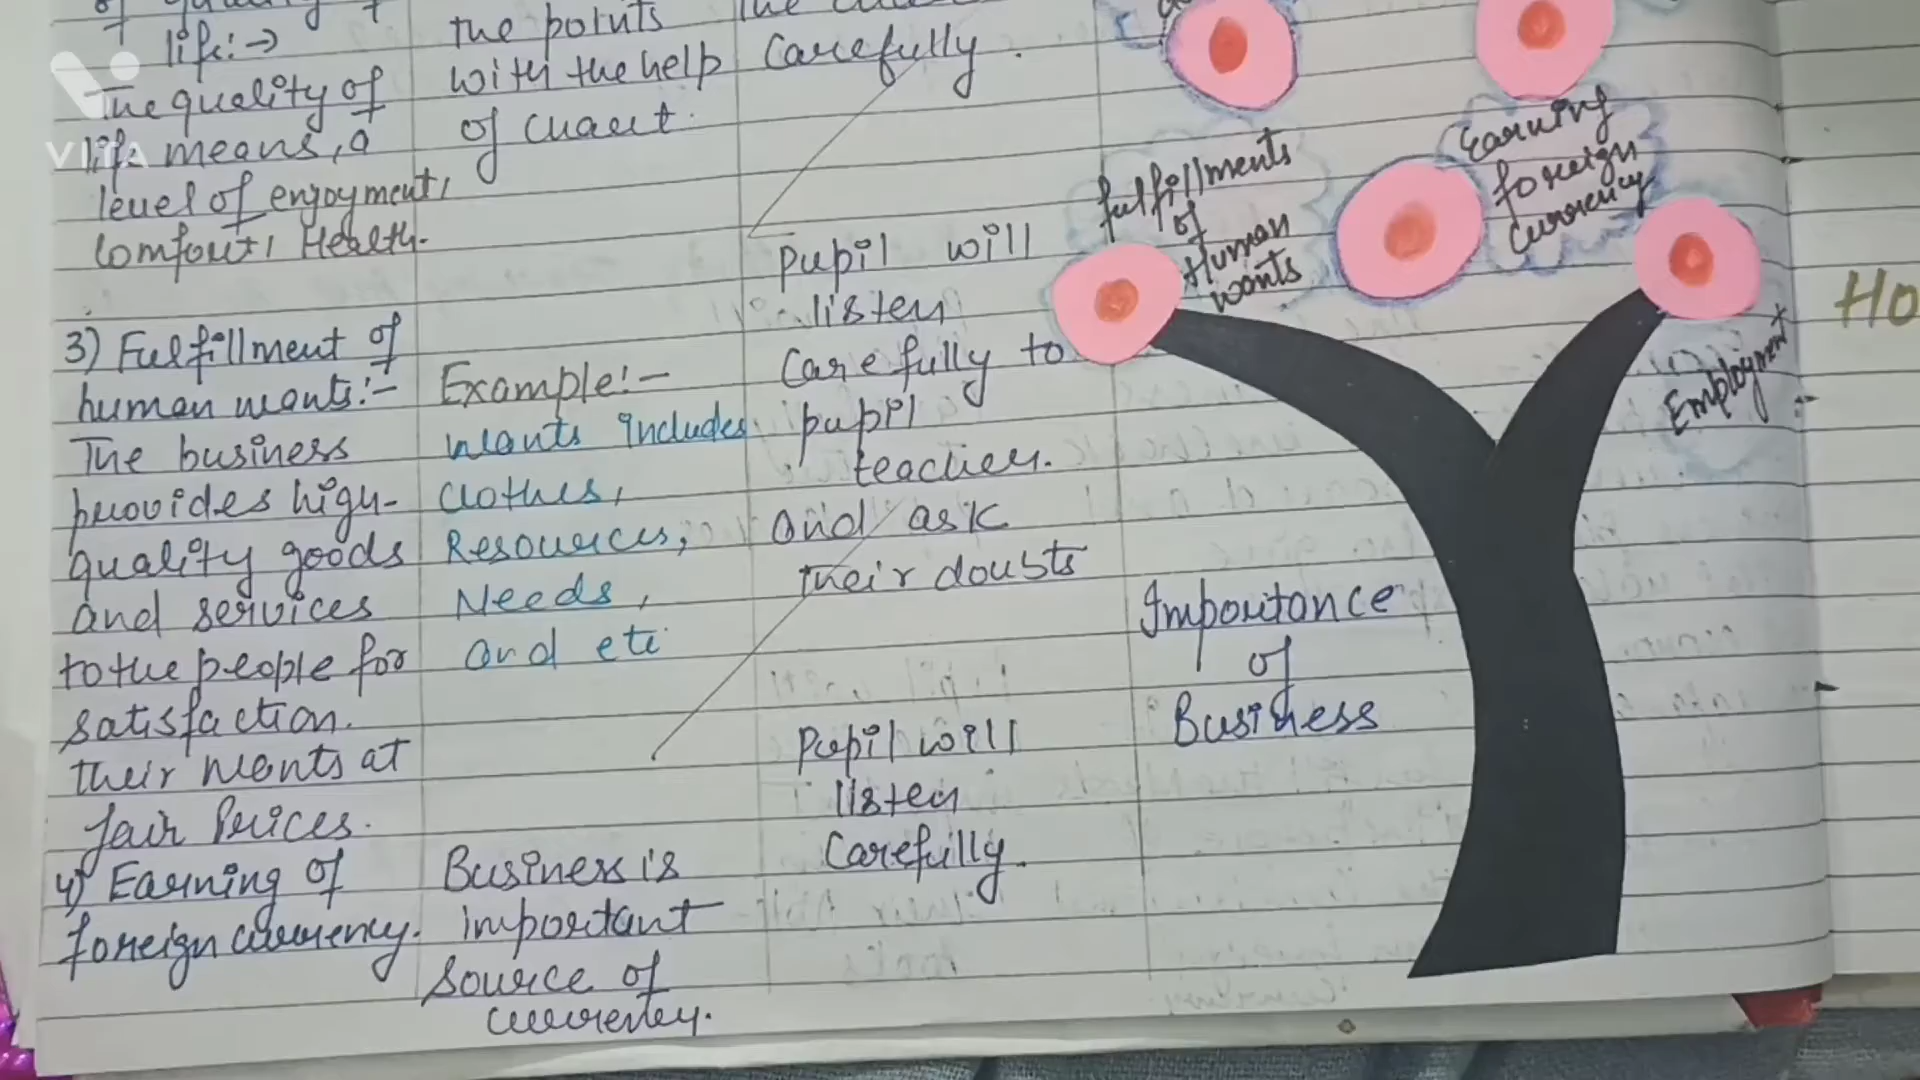 life:→
The quality of
life means, a
level of enjoyment,
comfort, Health.
3) Fulfillment of
human wants:-
The business
provides high-
quality goods
and services
to the people for
satisfaction.
their wants at
fair Prices.
4) Earning of
foreign currency.
the points
with the help
of chart.
Example:-
wants includes
Clothes,
Resources,
Needs,
and etc
Business is
important
source of
currency.
Carefully.
Pupil will
listen
Carefully to
pupil
teacher.
and ask
their doubts
Pupil will
listen
Carefully.
fulfillments
of
Human
wants
Earning
foreign
currency
Employment
Importance
of
Business
HO
VITA